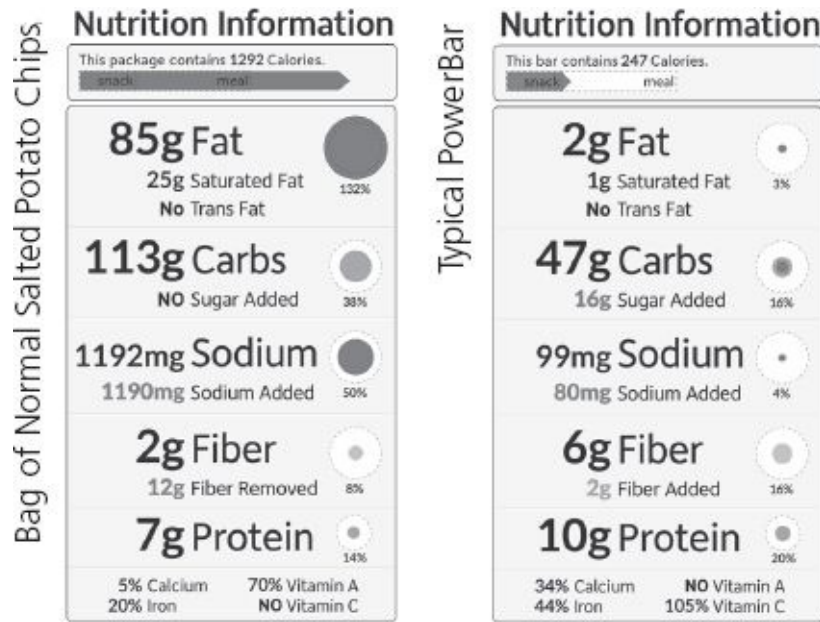 Bag of Normal Salted Potato Chips
Nutrition Information
This package contains 1292 Calories.
snack meal
85g Fat
25g Saturated Fat
132%
No Trans Fat
113g Carbs
NO Sugar Added
38%
1192mg Sodium
1190mg Sodium Added
50%
2g Fiber
12g Fiber Removed
8%
7g Protein
14%
5% Calcium 70% Vitamin A
20% Iron NO Vitamin C
Typical PowerBar
Nutrition Information
This bar contains 247 Calories.
snack meal
2g Fat
1g Saturated Fat
3%
No Trans Fat
47g Carbs
16g Sugar Added
16%
99mg Sodium
80mg Sodium Added
4%
6g Fiber
2g Fiber Added
16%
10g Protein
20%
34% Calcium NO Vitamin A
44% Iron 105% Vitamin C